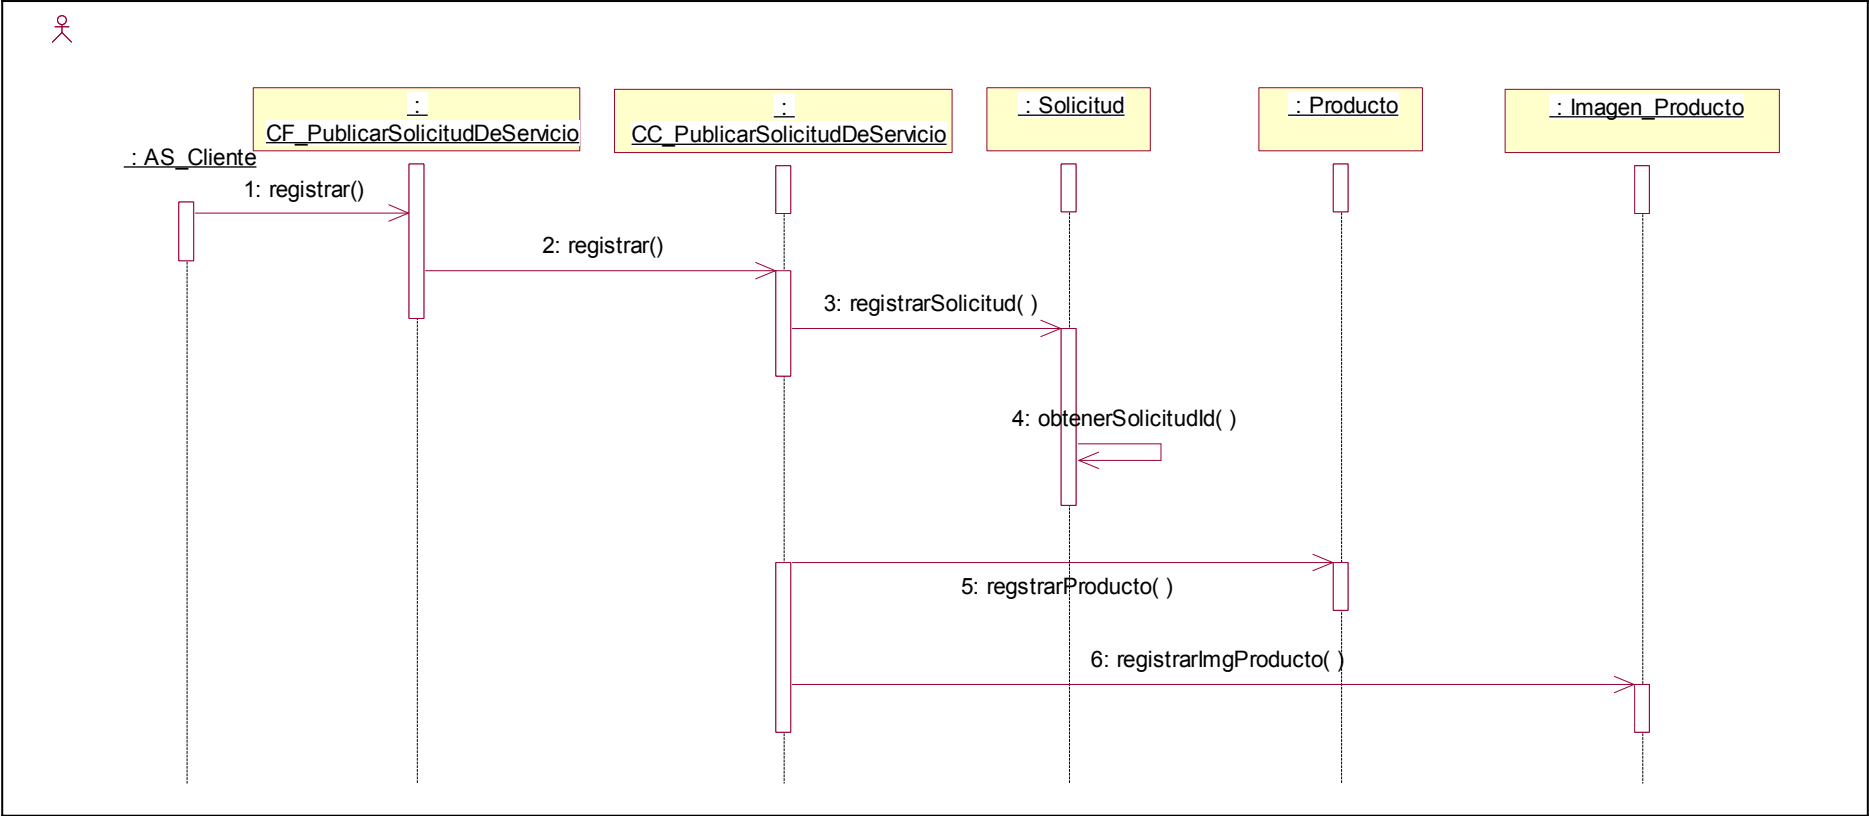 :
CF_PublicarSolicitudDeServicio
:
CC_PublicarSolicitudDeServicio
: Solicitud
: Producto
: Imagen_Producto
: AS_Cliente
1: registrar()
2: registrar()
3: registrarSolicitud( )
4: obtenerSolicitudId( )
5: regstrarProducto( )
6: registrarImgProducto( )